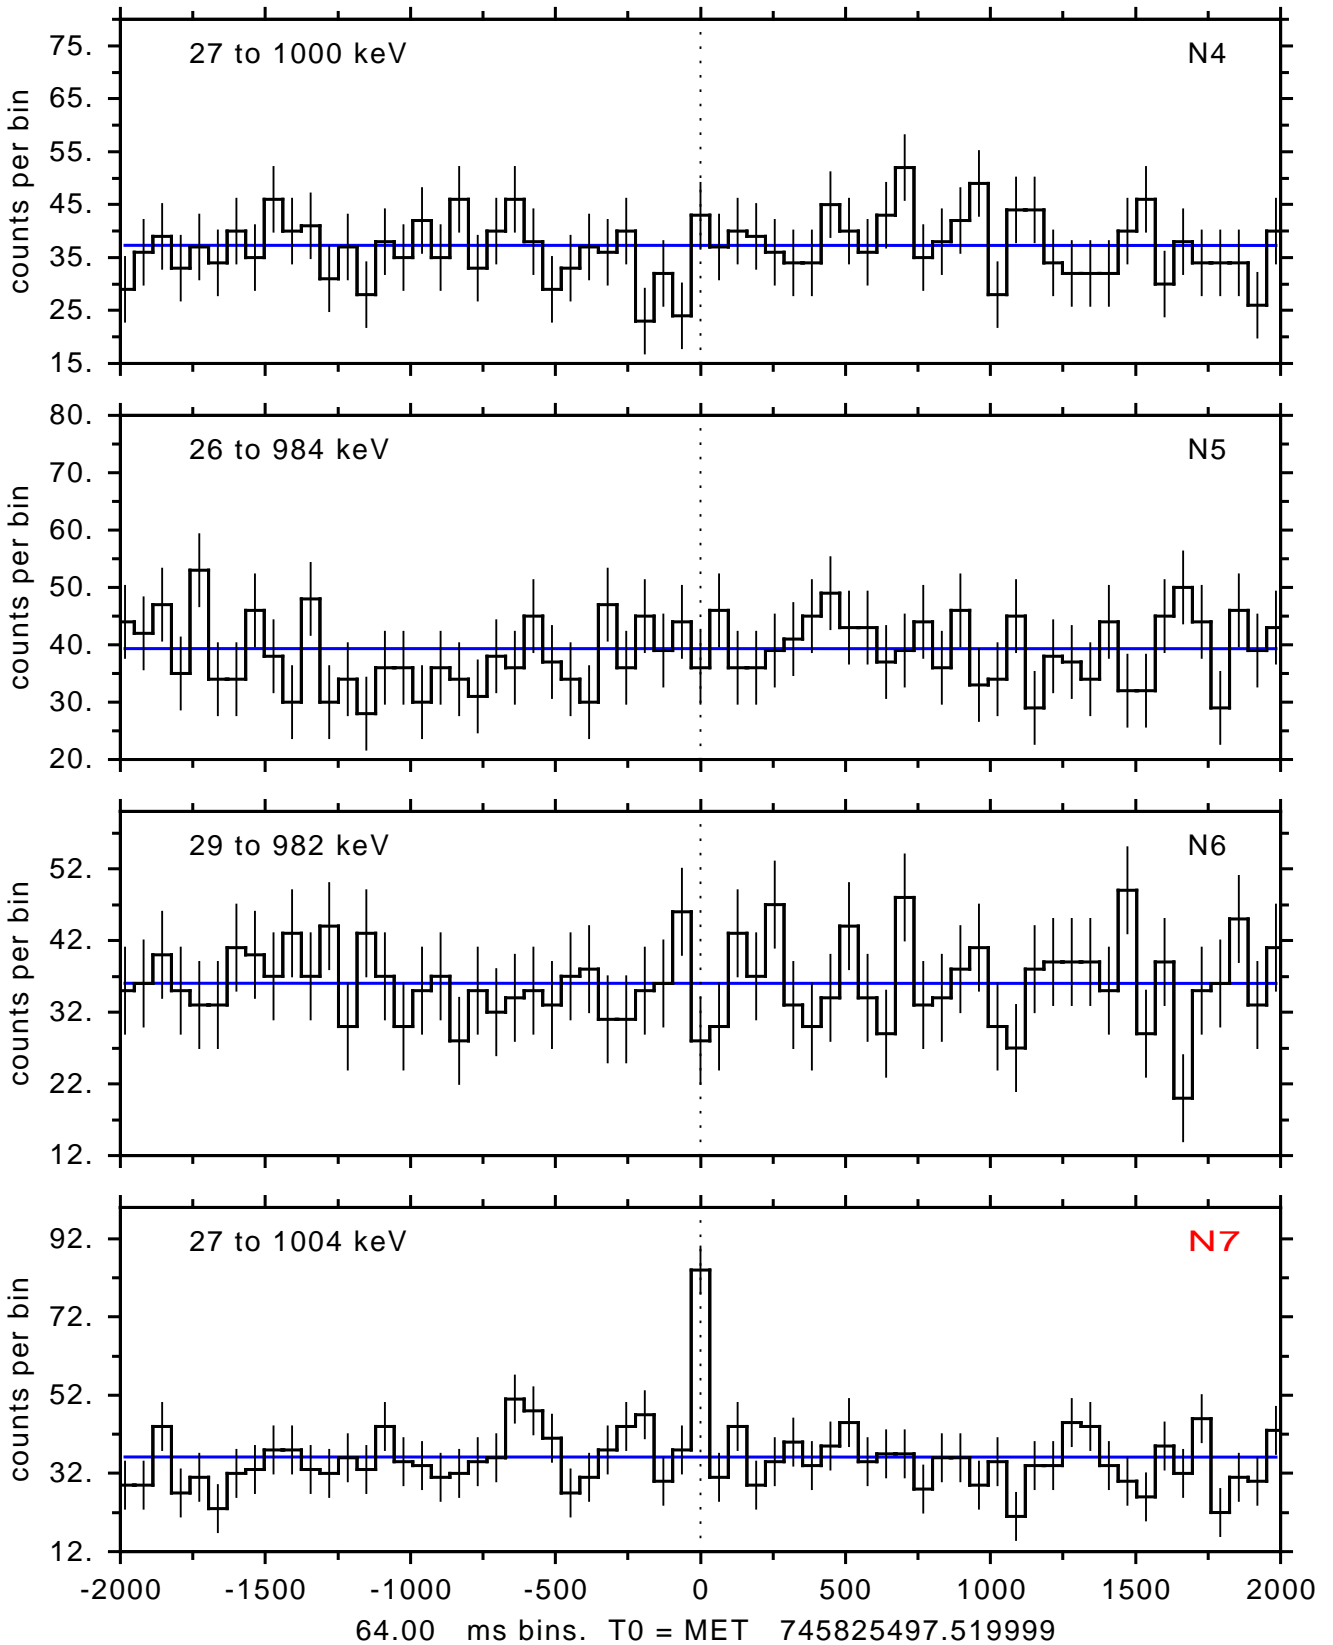 27 to 1000 keV N4
75.
65.
55.
45.
35.
25.
15.
counts per bin
26 to 984 keV N5
80.
70.
60.
50.
40.
30.
20.
counts per bin
29 to 982 keV N6
52.
42.
32.
22.
12.
counts per bin
27 to 1004 keV N7
92.
72.
52.
32.
12.
counts per bin
-2000 -1500 -1000 -500 0 500 1000 1500 2000
64.00 ms bins. T0 = MET 745825497.519999